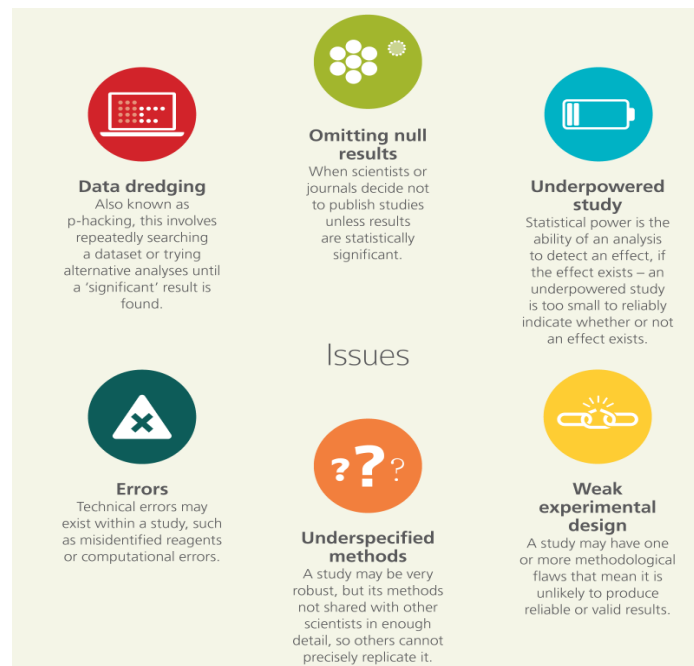 Data dredging
Also known as
p-hacking, this involves
repeatedly searching
a dataset or trying
alternative analyses until
a ‘significant’ result is
found.
Omitting null
results
When scientists or
journals decide not
to publish studies
unless results
are statistically
significant.
Underpowered
study
Statistical power is the
ability of an analysis
to detect an effect, if
the effect exists – an
underpowered study
is too small to reliably
indicate whether or not
an effect exists.
Issues
Errors
Technical errors may
exist within a study, such
as misidentified reagents
or computational errors.
???
Underspecified
methods
A study may be very
robust, but its methods
not shared with other
scientists in enough
detail, so others cannot
precisely replicate it.
Weak
experimental
design
A study may have one
or more methodological
flaws that mean it is
unlikely to produce
reliable or valid results.